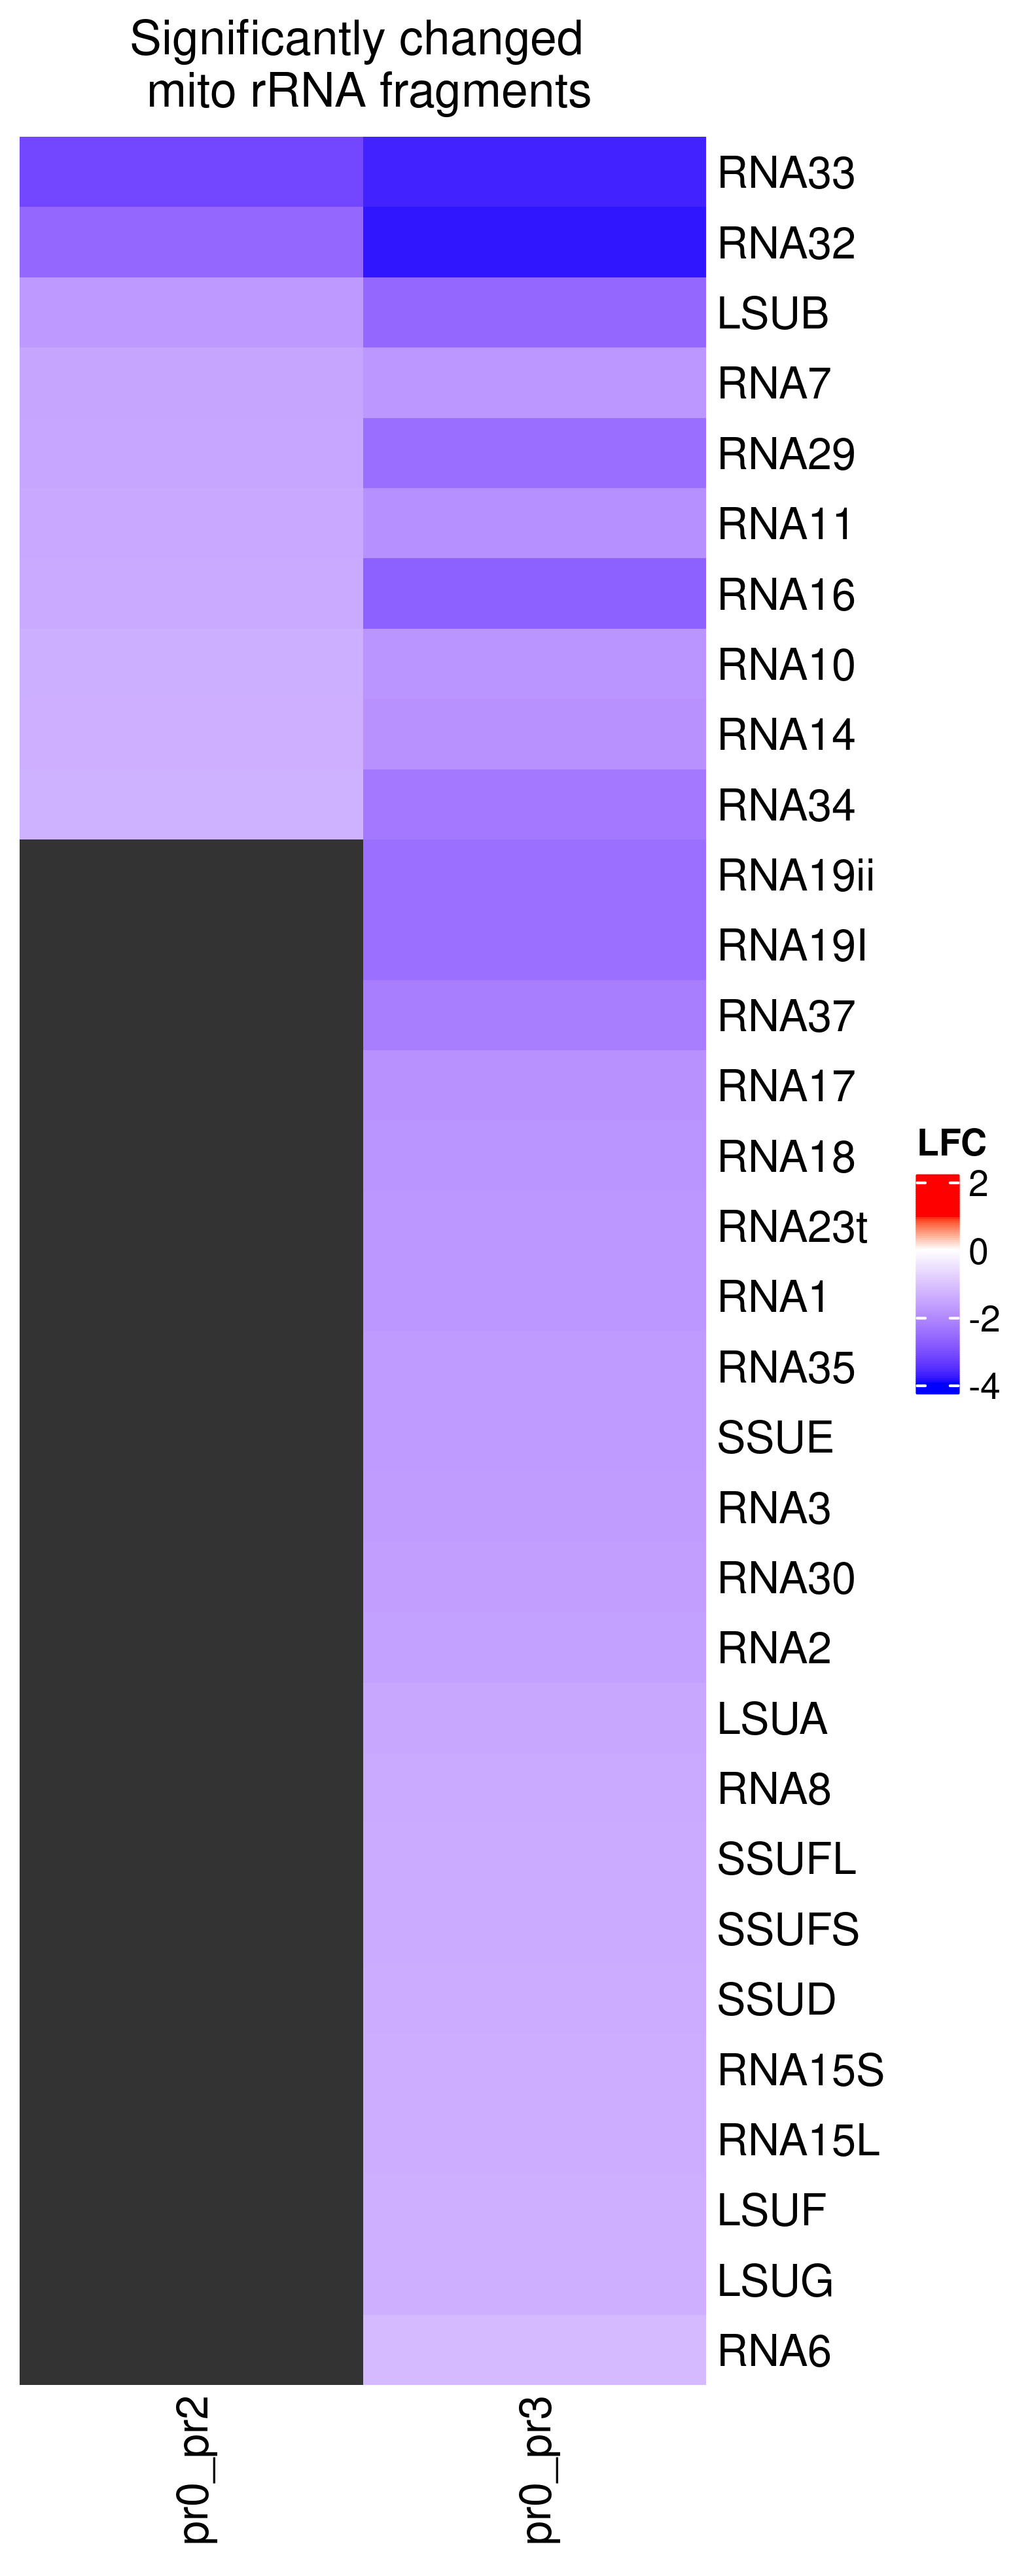 Significantly changed
mito rRNA fragments
RNA33
RNA32
LSUB
RNA7
RNA29
RNA11
RNA16
RNA10
RNA14
RNA34
RNA19ii
RNA19I
RNA37
RNA17
RNA18
RNA23t
RNA1
RNA35
SSUE
RNA3
RNA30
RNA2
LSUA
RNA8
SSUFL
SSUFS
SSUD
RNA15S
RNA15L
LSUF
LSUG
RNA6
LFC
2
0
-2
-4
pr0_pr2
pr0_pr3